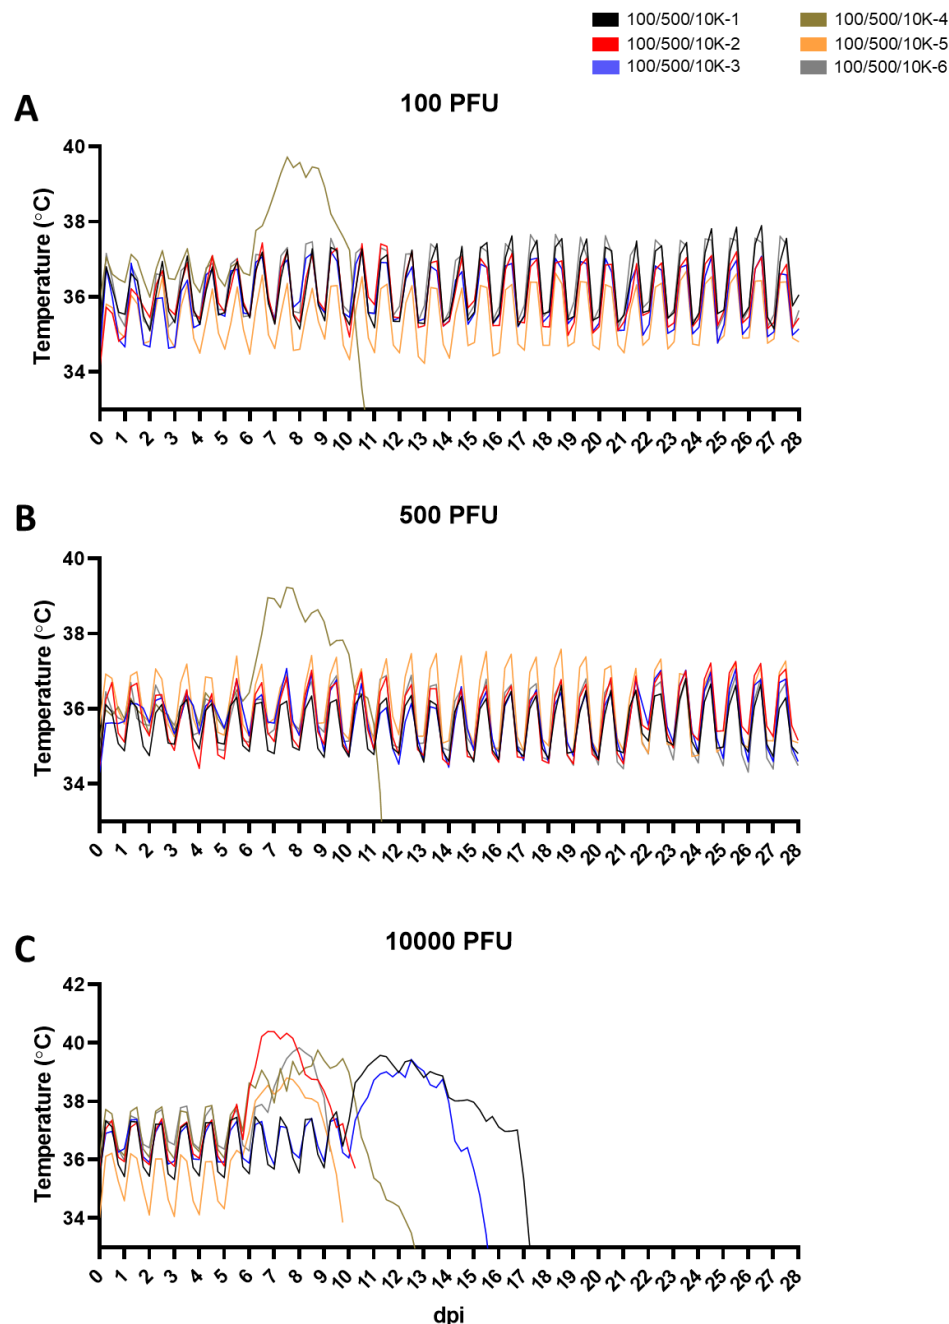 100/500/10K-1 100/500/10K-4
100/500/10K-2 100/500/10K-5
100/500/10K-3 100/500/10K-6
A 100 PFU
Temperature (°C)
40
38
36
34
0 1 2 3 4 5 6 7 8 9 10 11 12 13 14 15 16 17 18 19 20 21 22 23 24 25 26 27 28
B 500 PFU
Temperature (°C)
40
38
36
34
0 1 2 3 4 5 6 7 8 9 10 11 12 13 14 15 16 17 18 19 20 21 22 23 24 25 26 27 28
C 10000 PFU
Temperature (°C)
42
40
38
36
34
0 1 2 3 4 5 6 7 8 9 10 11 12 13 14 15 16 17 18 19 20 21 22 23 24 25 26 27 28
dpi